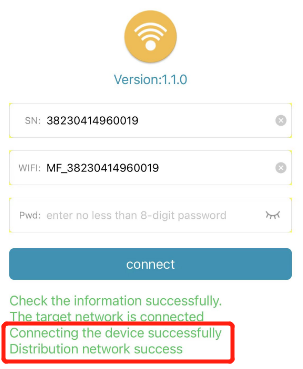 Version:1.1.0
SN: 38230414960019
WIFI: MF_38230414960019
Pwd: enter no less than 8-digit password
connect
Check the information successfully.
The target network is connected
Connecting the device successfully
Distribution network success